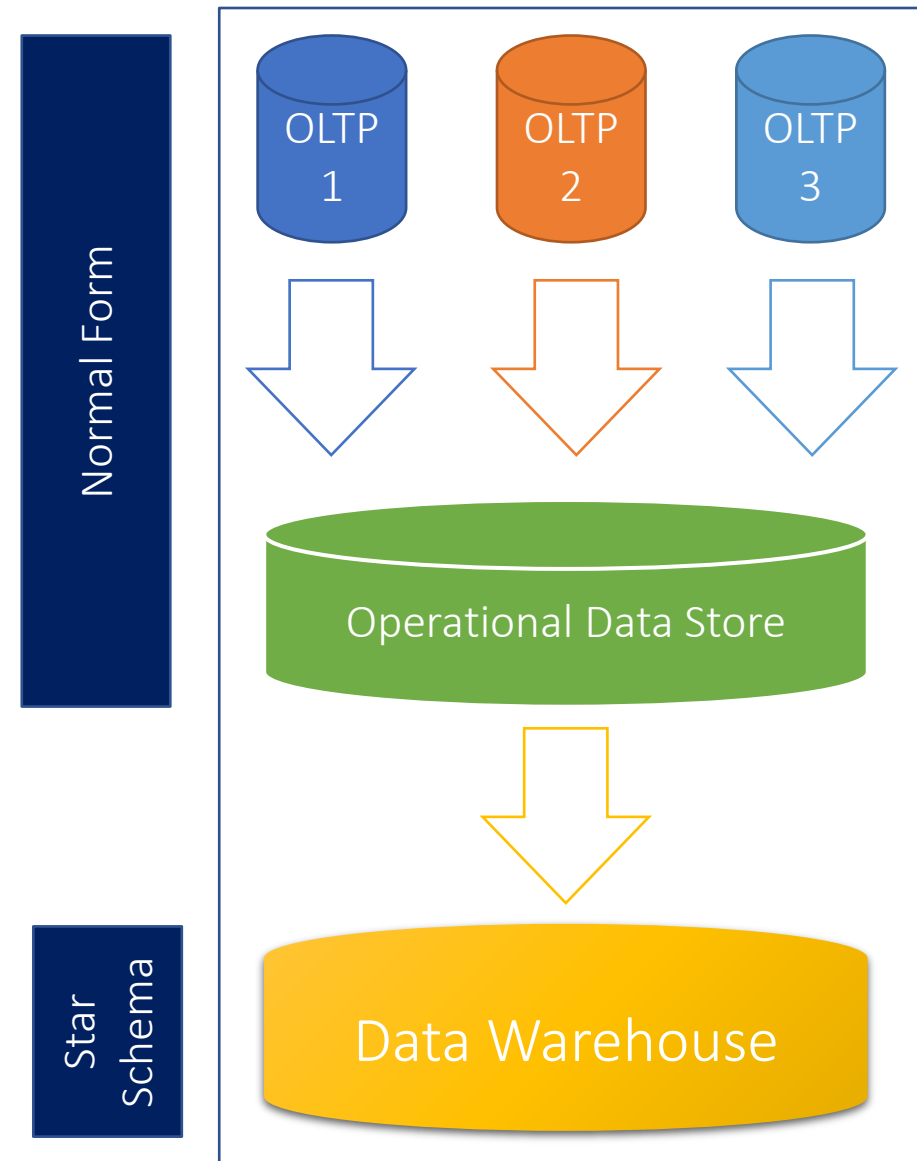 Normal Form
OLTP
1
OLTP
2
OLTP
3
Operational Data Store
Star
Schema
Data Warehouse